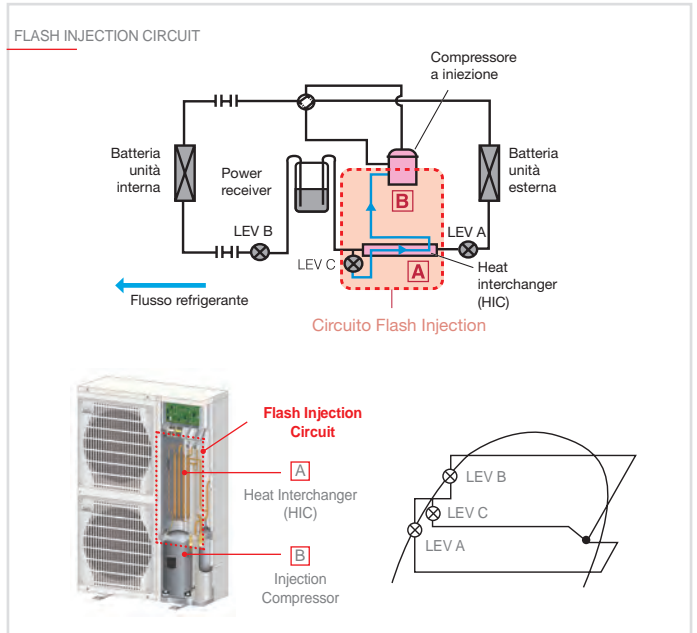 FLASH INJECTION CIRCUIT
Compressore
a iniezione
Batteria
unità
interna
Power
receiver
Batteria
unità
esterna
B
LEV B
LEV A
LEV C
A
Heat
interchanger
(HIC)
Flusso refrigerante
Circuito Flash Injection
Flash Injection
Circuit
A
Heat Interchanger
(HIC)
B
Injection
Compressor
LEV B
LEV C
LEV A